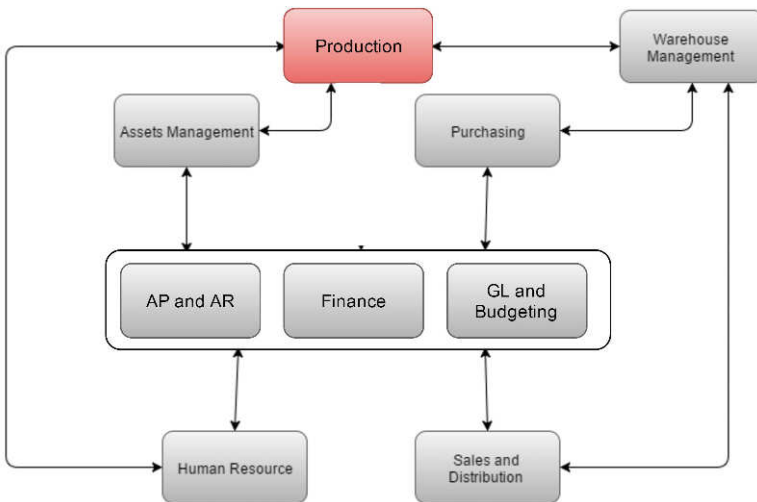 Production
Warehouse
Management
Assets Management
Purchasing
AP and AR
Finance
GL and
Budgeting
Human Resource
Sales and
Distribution